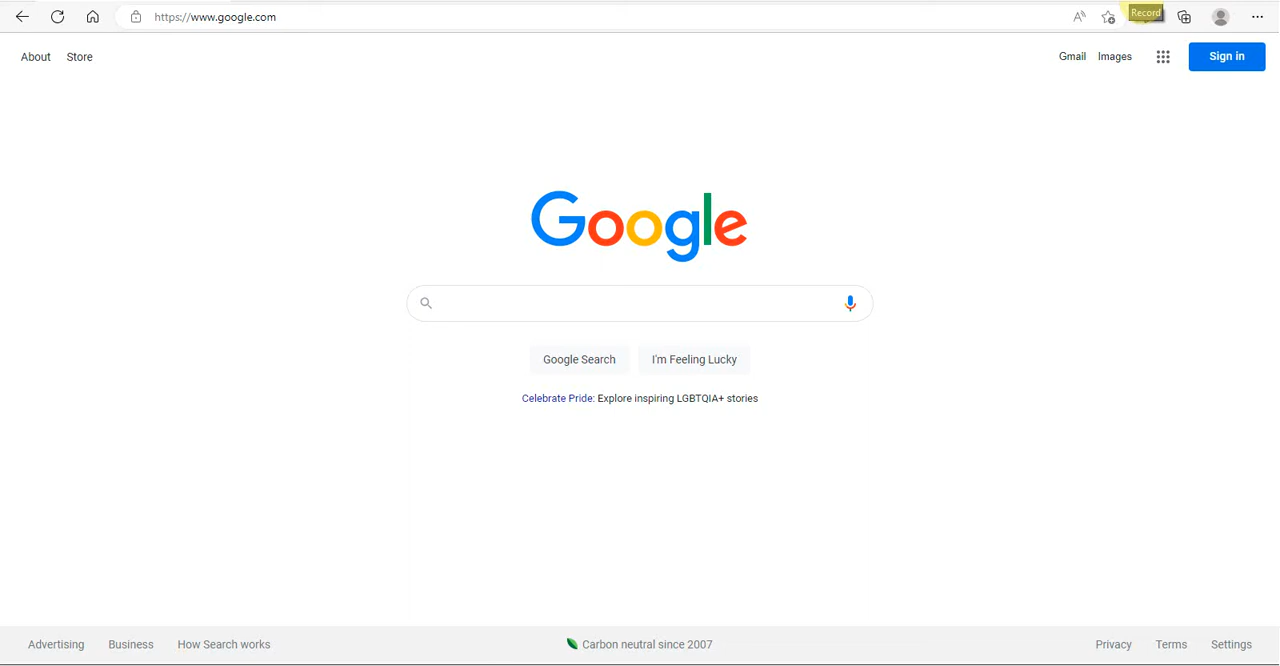 https://www.google.com
Record
About Store
Gmail Images Sign in
Google
Google Search I'm Feeling Lucky
Celebrate Pride: Explore inspiring LGBTQIA+ stories
Advertising Business How Search works
Carbon neutral since 2007
Privacy Terms Settings